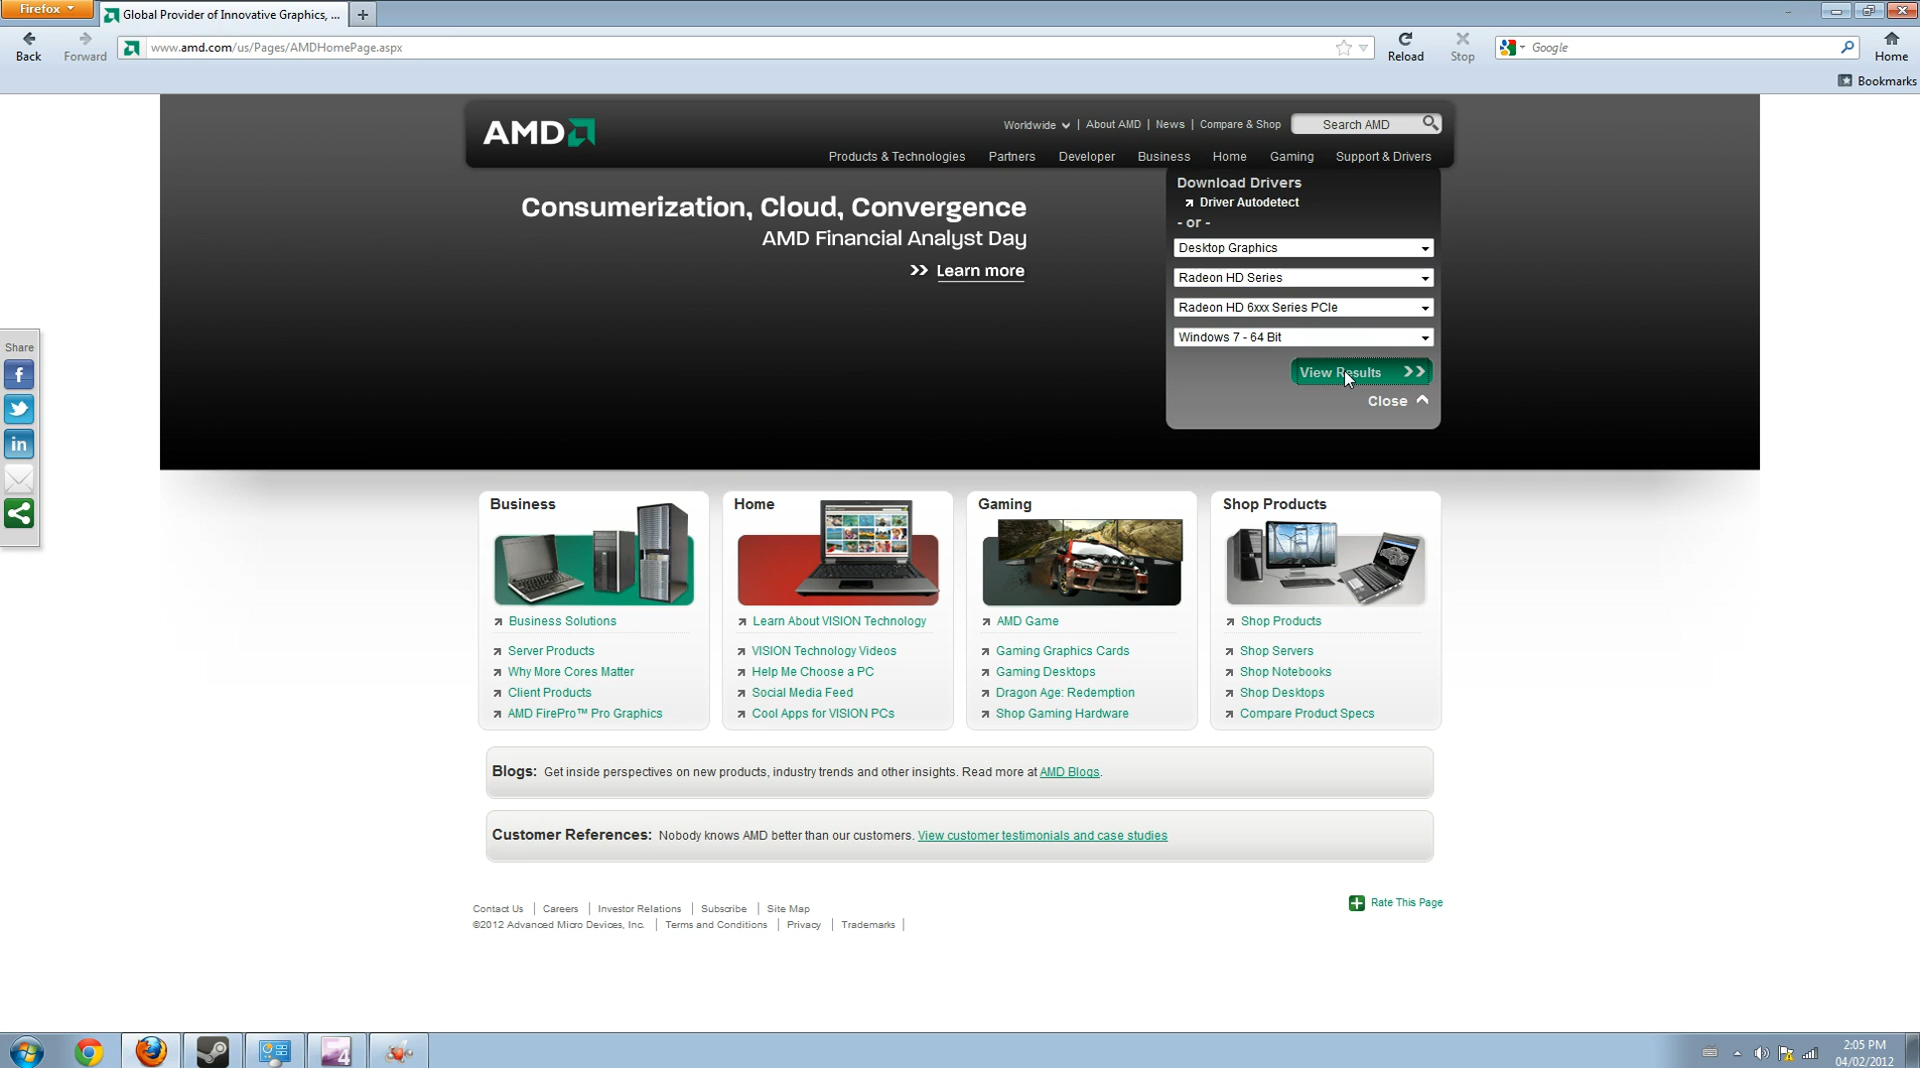 Firefox
Global Provider of Innovative Graphics, ...
Back
Forward
www.amd.com/us/Pages/AMDHomePage.aspx
Reload
Stop
Google
Home
Bookmarks
AMD
Worldwide | About AMD | News | Compare & Shop
Search AMD
Products & Technologies Partners Developer Business Home Gaming Support & Drivers
Download Drivers
Driver Autodetect
- or -
Desktop Graphics
Radeon HD Series
Radeon HD 6xxx Series PCIe
Windows 7 - 64 Bit
View Results
Close
Consumerization, Cloud, Convergence
AMD Financial Analyst Day
>> Learn more
Share
f
in
Business
Business Solutions
Server Products
Why More Cores Matter
Client Products
AMD FirePro™ Pro Graphics
Home
Learn About VISION Technology
VISION Technology Videos
Help Me Choose a PC
Social Media Feed
Cool Apps for VISION PCs
Gaming
AMD Game
Gaming Graphics Cards
Gaming Desktops
Dragon Age: Redemption
Shop Gaming Hardware
Shop Products
Shop Products
Shop Servers
Shop Notebooks
Shop Desktops
Compare Product Specs
Blogs: Get inside perspectives on new products, industry trends and other insights. Read more at AMD Blogs.
Customer References: Nobody knows AMD better than our customers. View customer testimonials and case studies
Contact Us | Careers | Investor Relations | Subscribe | Site Map
©2012 Advanced Micro Devices, Inc. | Terms and Conditions | Privacy | Trademarks |
Rate This Page
4
2:05 PM
04/02/2012